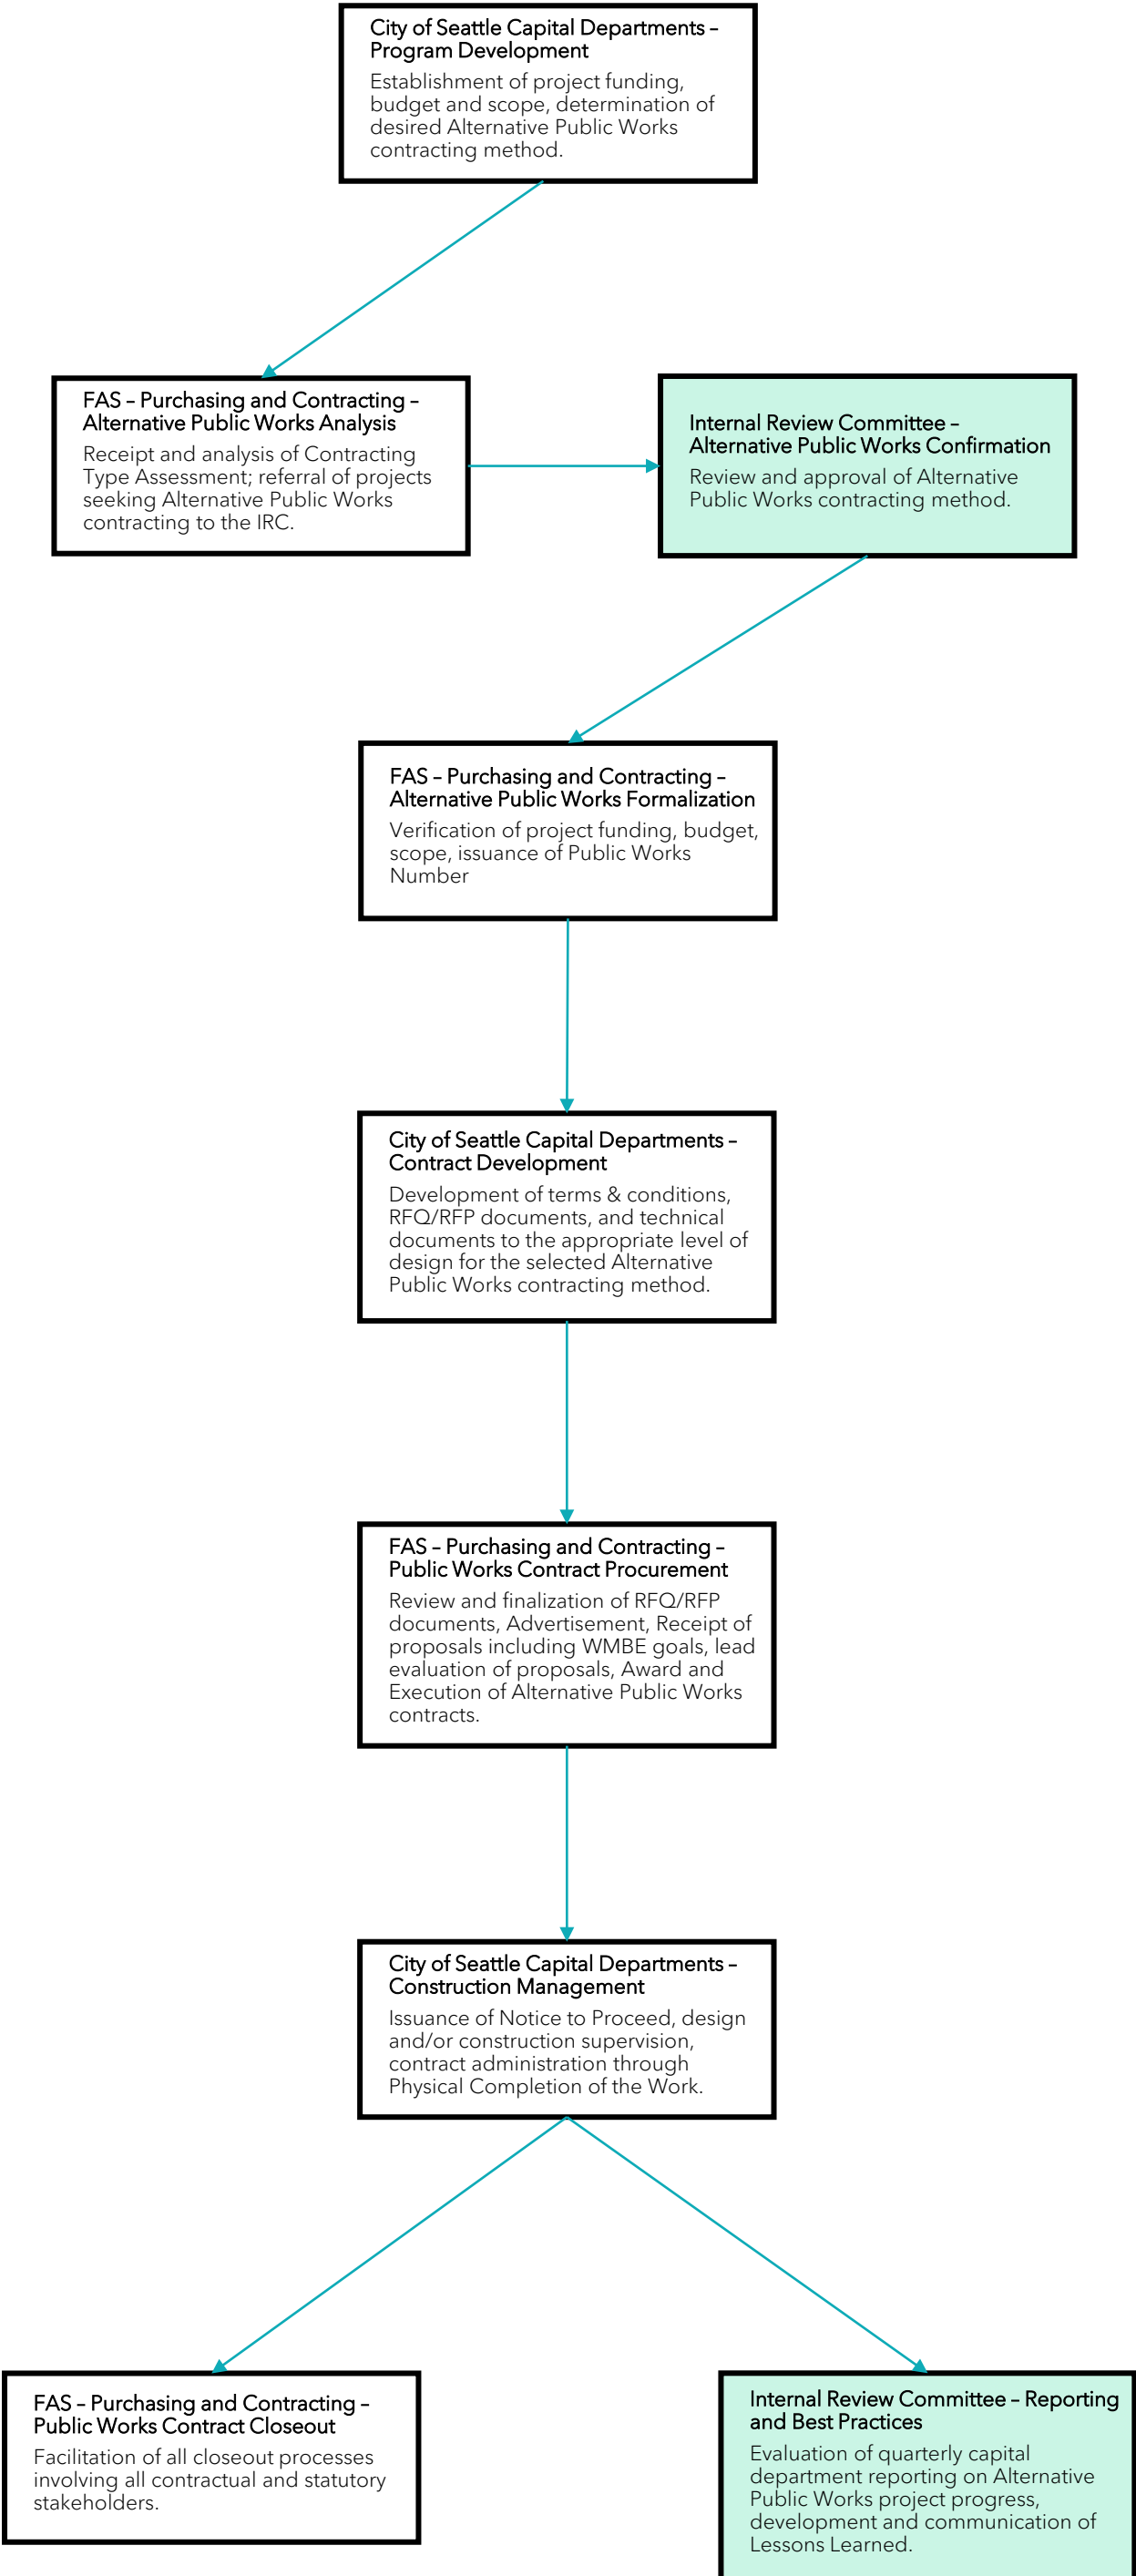 City of Seattle Capital Departments –
Program Development
Establishment of project funding,
budget and scope, determination of
desired Alternative Public Works
contracting method.
FAS – Purchasing and Contracting –
Alternative Public Works Analysis
Receipt and analysis of Contracting
Type Assessment; referral of projects
seeking Alternative Public Works
contracting to the IRC.
Internal Review Committee –
Alternative Public Works Confirmation
Review and approval of Alternative
Public Works contracting method.
FAS – Purchasing and Contracting –
Alternative Public Works Formalization
Verification of project funding, budget,
scope, issuance of Public Works
Number
City of Seattle Capital Departments –
Contract Development
Development of terms & conditions,
RFQ/RFP documents, and technical
documents to the appropriate level of
design for the selected Alternative
Public Works contracting method.
FAS – Purchasing and Contracting –
Public Works Contract Procurement
Review and finalization of RFQ/RFP
documents, Advertisement, Receipt of
proposals including WMBE goals, lead
evaluation of proposals, Award and
Execution of Alternative Public Works
contracts.
City of Seattle Capital Departments –
Construction Management
Issuance of Notice to Proceed, design
and/or construction supervision,
contract administration through
Physical Completion of the Work.
FAS – Purchasing and Contracting –
Public Works Contract Closeout
Facilitation of all closeout processes
involving all contractual and statutory
stakeholders.
Internal Review Committee – Reporting
and Best Practices
Evaluation of quarterly capital
department reporting on Alternative
Public Works project progress,
development and communication of
Lessons Learned.